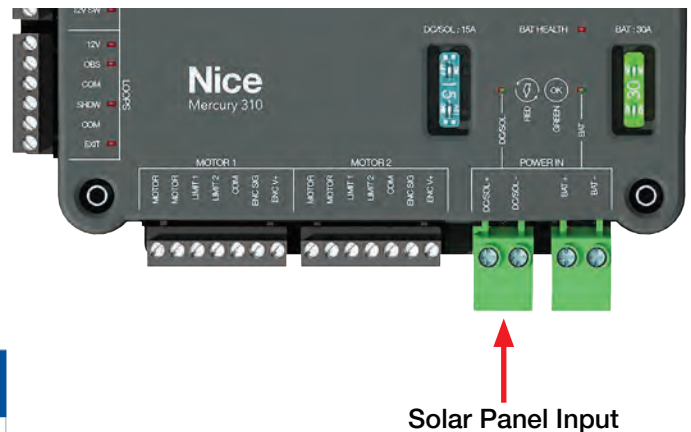 12V SW
12V
OBS
COM
SHDW
COM
EXIT
LOOPS
DC/SOL : 15A
BAT HEALTH
BAT : 30A
15
30
Nice
Mercury 310
DC/SOL
RED
OK
GREEN
BAT
MOTOR 1
MOTOR 2
POWER IN
MOTOR
MOTOR
LIMIT 1
LIMIT 2
COM
ENC SIG
ENC V+
MOTOR
MOTOR
LIMIT 1
LIMIT 2
COM
ENC SIG
ENC V+
DC/SOL+
DC/SOL-
BAT +
BAT -
Solar Panel Input